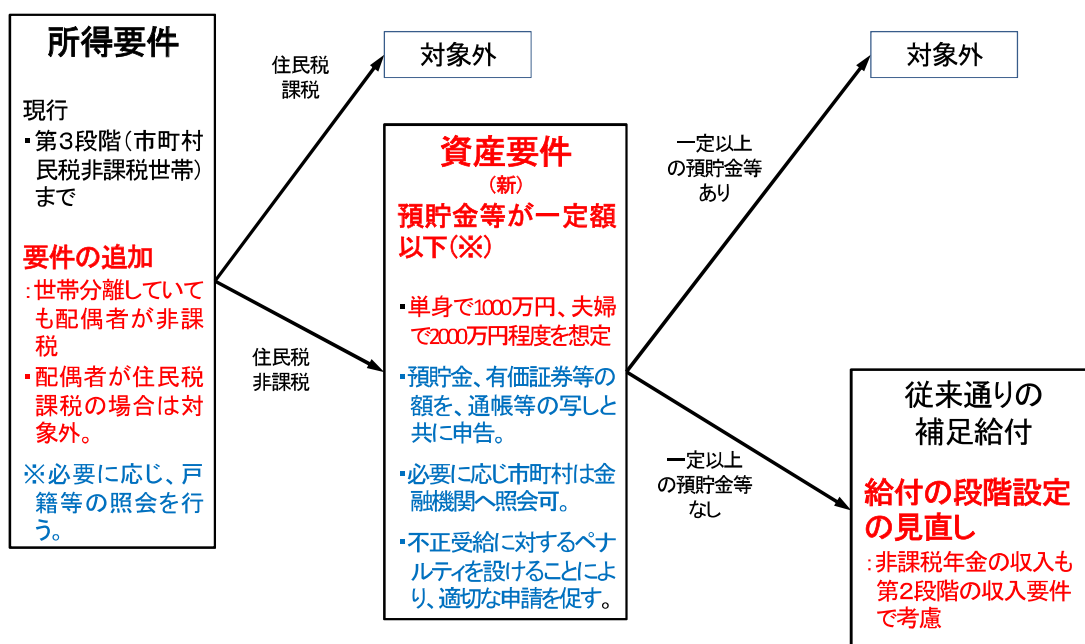 所得要件
現行
・第３段階(市町村
民税非課税世帯)
まで
要件の追加
:世帯分離していて
も配偶者が非課
税
・配偶者が住民税
課税の場合は対
象外。
※必要に応じ、戸
籍等の照会を行
う。
住民税
課税
住民税
非課税
対象外
資産要件
(新)
預貯金等が一定額
以下(※)
・単身で1000万円、夫婦
で2000万円程度を想定
・預貯金、有価証券等の
額を、通帳等の写しと
共に申告。
・必要に応じ市町村は金
融機関へ照会可。
・不正受給に対するペナ
ルティを設けることによ
り、適切な申請を促す。
一定以上
の預貯金等
あり
一定以上
の預貯金等
なし
対象外
従来通りの
補足給付
給付の段階設定
の見直し
:非課税年金の収入も
第２段階の収入要件
で考慮